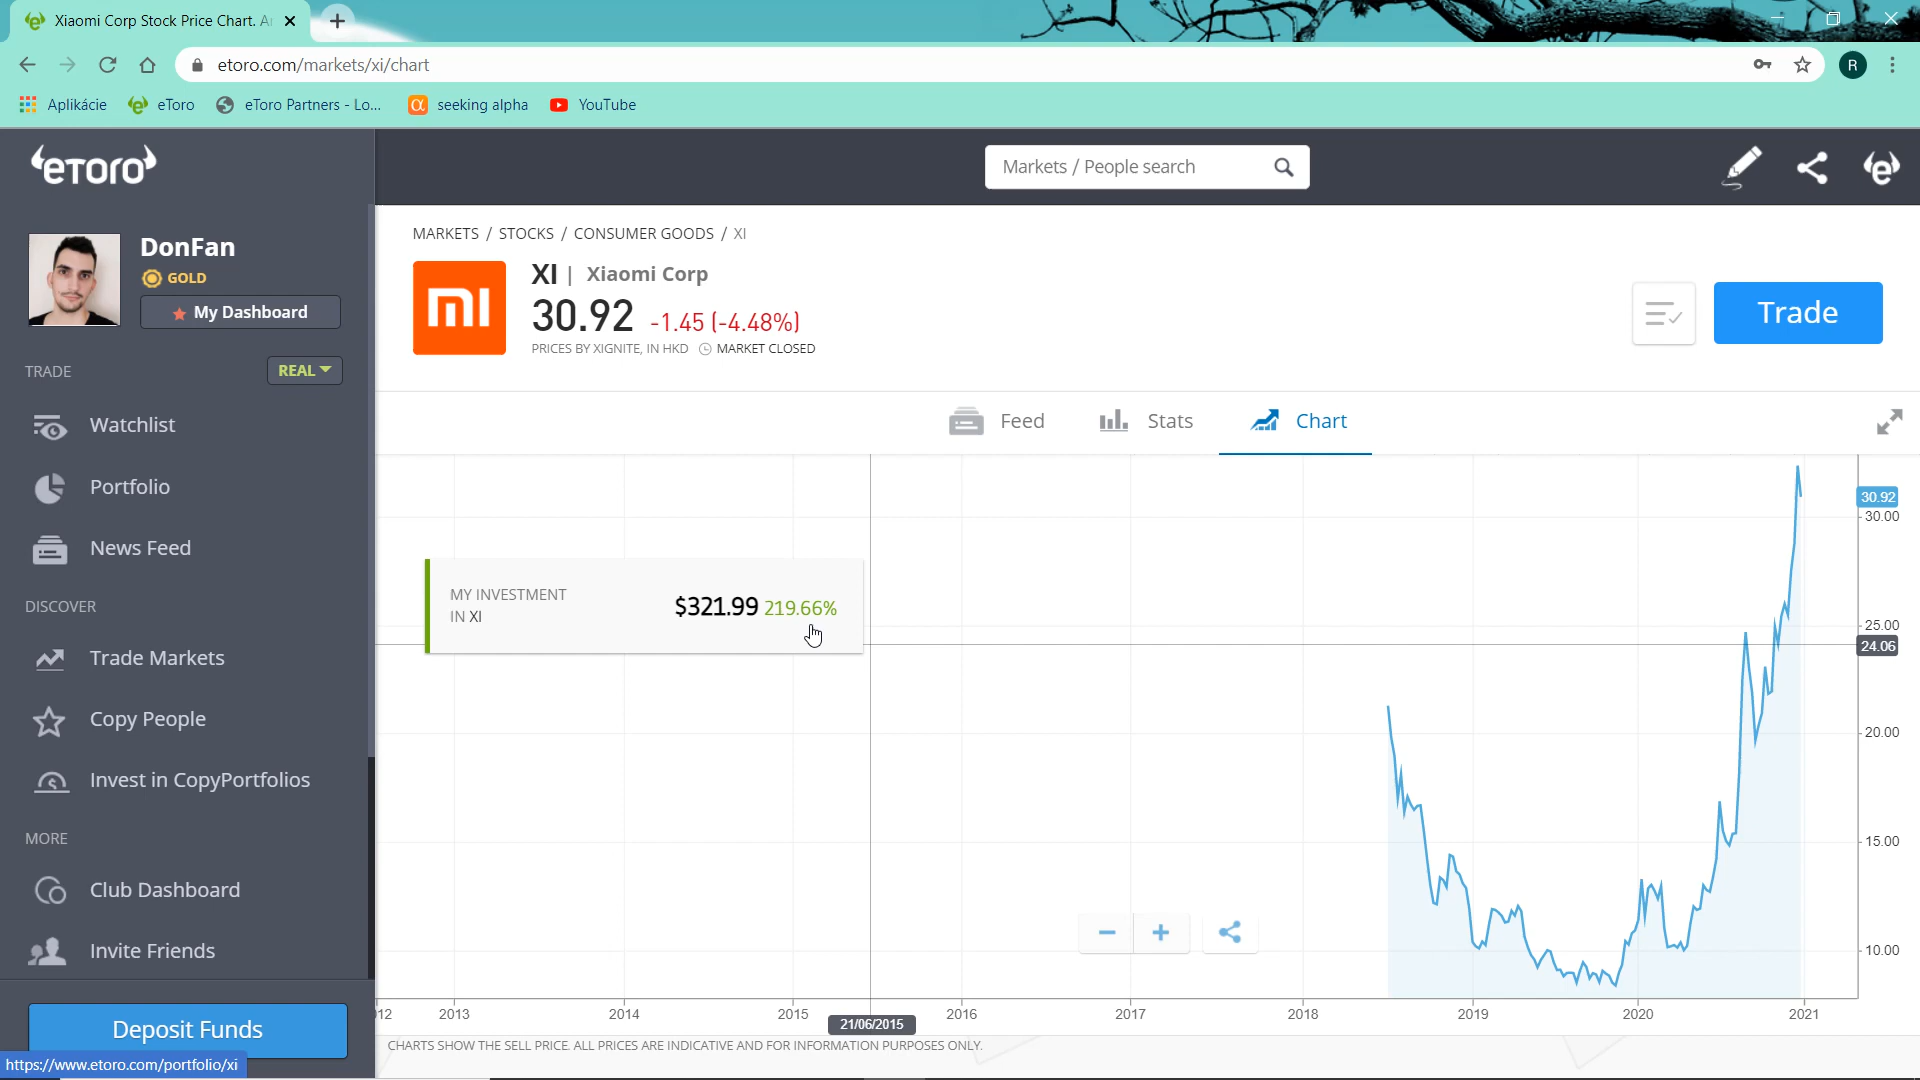 Xiaomi Corp Stock Price Chart.
etoro.com/markets/xi/chart
R
Aplikácie
eToro
eToro Partners - Lo...
seeking alpha
YouTube
eToro
Markets / People search
DonFan
GOLD
My Dashboard
TRADE
REAL
Watchlist
Portfolio
News Feed
DISCOVER
Trade Markets
Copy People
Invest in CopyPortfolios
MORE
Club Dashboard
Invite Friends
Deposit Funds
https://www.etoro.com/portfolio/xi
MARKETS / STOCKS / CONSUMER GOODS / XI
mi
XI | Xiaomi Corp
30.92 -1.45 (-4.48%)
PRICES BY XIGNITE, IN HKD MARKET CLOSED
Trade
Feed
Stats
Chart
MY INVESTMENT
IN XI
$321.99 219.66%
30.92
30.00
25.00
24.06
20.00
15.00
10.00
12 2013 2014 2015 2016 2017 2018 2019 2020 2021
21/06/2015
CHARTS SHOW THE SELL PRICE. ALL PRICES ARE INDICATIVE AND FOR INFORMATION PURPOSES ONLY.